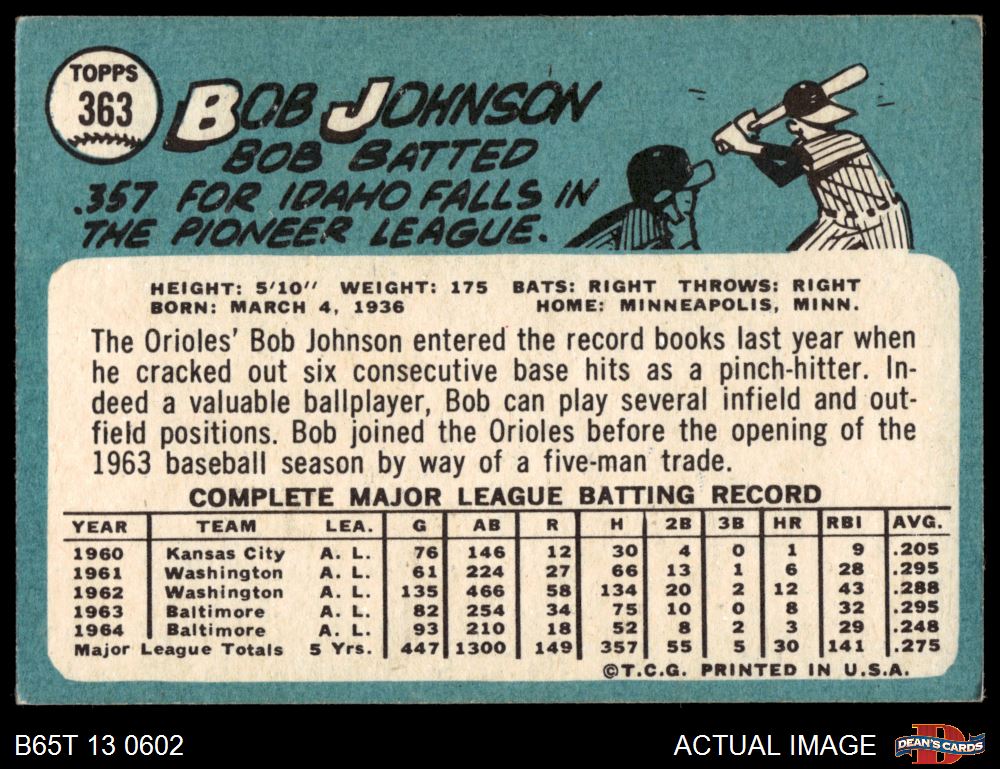 TOPPS
363
BOB JOHNSON
BOB BATTED
.357 FOR IDAHO FALLS IN
THE PIONEER LEAGUE.
HEIGHT: 5'10" WEIGHT: 175 BATS: RIGHT THROWS: RIGHT
BORN: MARCH 4, 1936 HOME: MINNEAPOLIS, MINN.
The Orioles' Bob Johnson entered the record books last year when
he cracked out six consecutive base hits as a pinch-hitter. In-
deed a valuable ballplayer, Bob can play several infield and out-
field positions. Bob joined the Orioles before the opening of the
1963 baseball season by way of a five-man trade.
COMPLETE MAJOR LEAGUE BATTING RECORD
YEAR TEAM LEA. G AB R H 2B 3B HR RBI AVG.
1960 Kansas City A. L. 76 146 12 30 4 0 1 9 .205
1961 Washington A. L. 61 224 27 66 13 1 6 28 .295
1962 Washington A. L. 135 466 58 134 20 2 12 43 .288
1963 Baltimore A. L. 82 254 34 75 10 0 8 32 .295
1964 Baltimore A. L. 93 210 18 52 8 2 3 29 .248
Major League Totals 5 Yrs. 447 1300 149 357 55 5 30 141 .275
©T.C.G. PRINTED IN U.S.A.
B65T 13 0602
ACTUAL IMAGE
D
DEAN'S CARDS